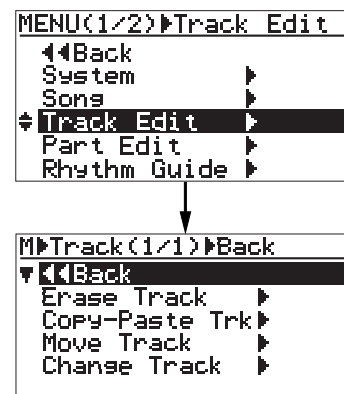 MENU(1/2)▶Track Edit
◀◀Back
System ▶
Song ▶
Track Edit ▶
Part Edit ▶
Rhythm Guide ▶
M▶Track(1/1)▶Back
◀◀Back
Erase Track ▶
Copy-Paste Trk▶
Move Track ▶
Change Track ▶